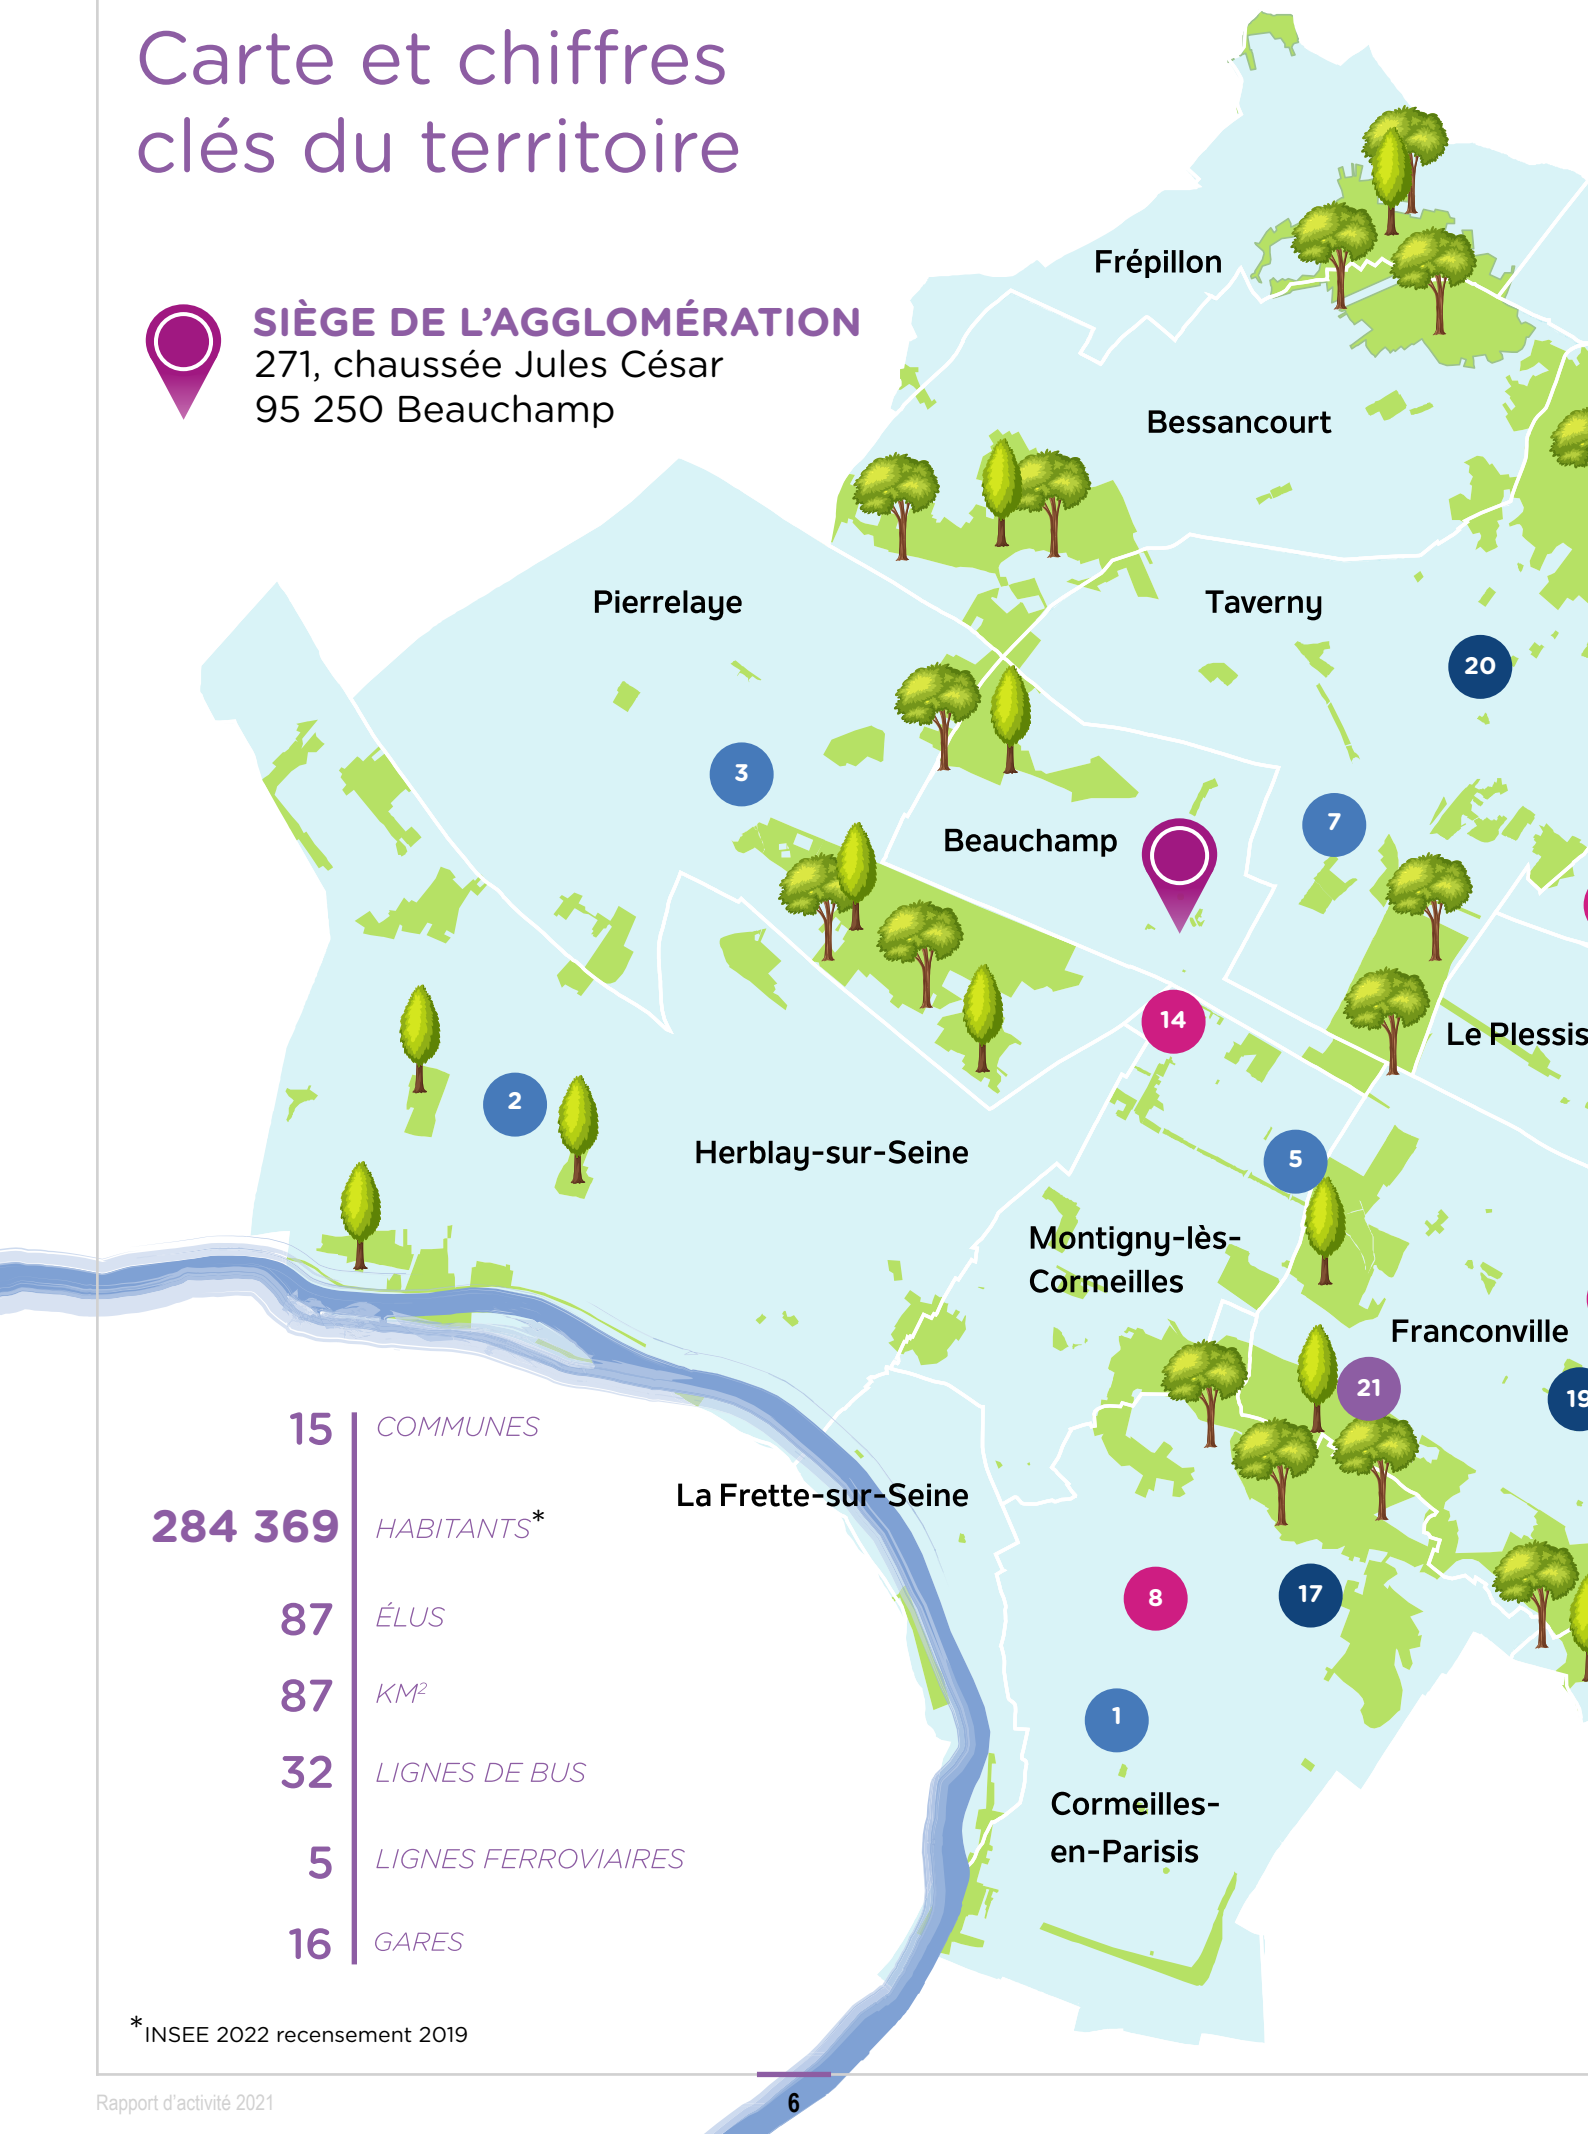 Carte et chiffres
clés du territoire
SIÈGE DE L'AGGLOMÉRATION
271, chaussée Jules César
95 250 Beauchamp
Frépillon
Bessancourt
Pierrelaye
Taverny
20
3
7
Beauchamp
14
Le Plessis
2
5
Herblay-sur-Seine
Montigny-lès-
Cormeilles
Franconville
21
19
La Frette-sur-Seine
8
17
1
Cormeilles-
en-Parisis
15 COMMUNES
284 369 HABITANTS*
87 ÉLUS
87 KM²
32 LIGNES DE BUS
5 LIGNES FERROVIAIRES
16 GARES
*INSEE 2022 recensement 2019
Rapport d'activité 2021
6